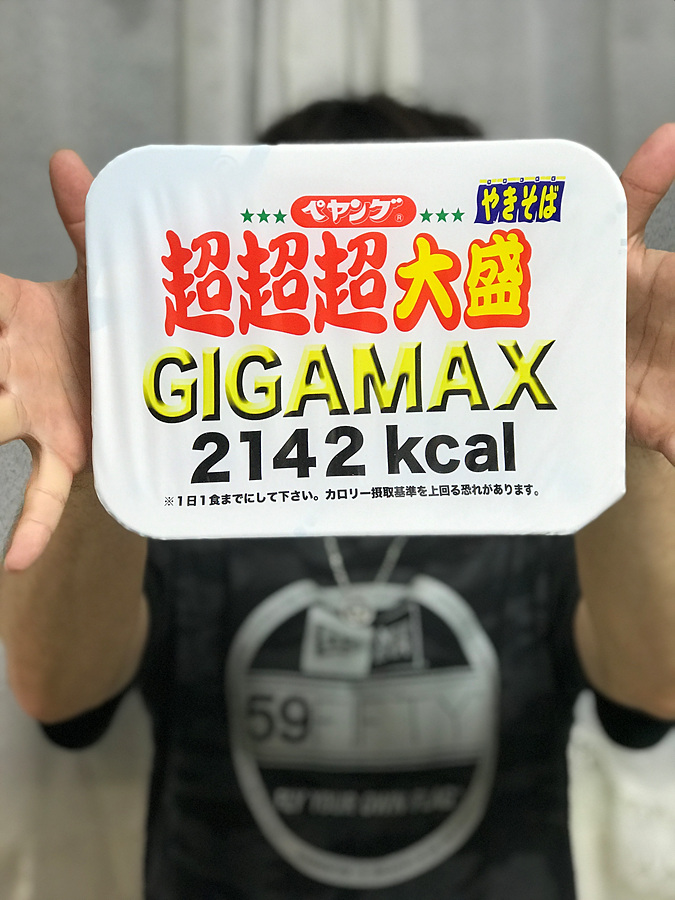 ★★★ペヤング®★★★
やきそば
超超超大盛
GIGAMAX
2142 kcal
※1日1食までにして下さい。カロリー摂取基準を上回る恐れがあります。
59FIFTY